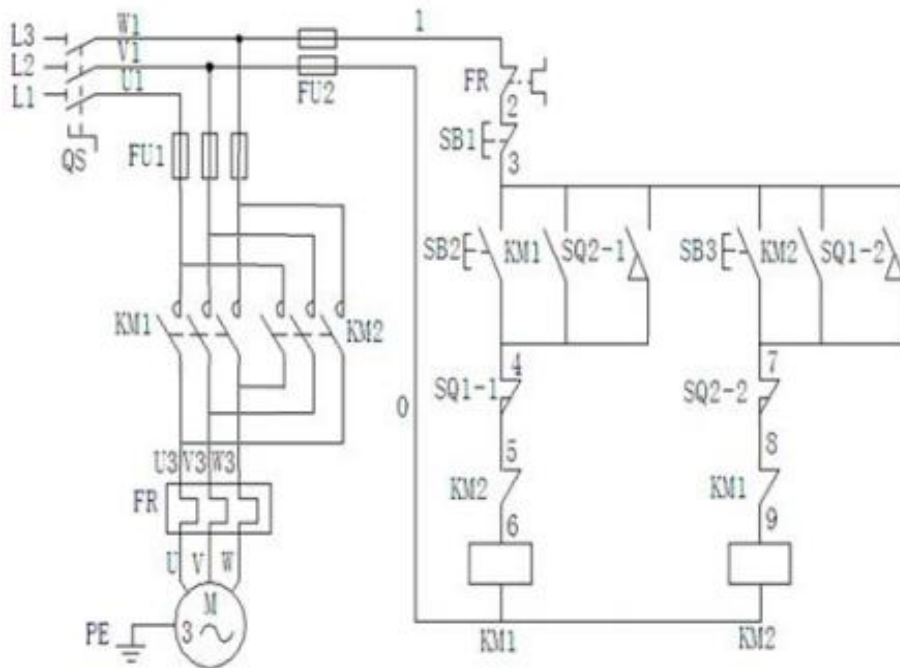 L3 W1 1
L2 V1
L1 U1
FU2 FR
2
QS FU1 SB1
3
SB2 KM1 SQ2-1 SB3 KM2 SQ1-2
KM1 KM2
4 7
SQ1-1 SQ2-2
0
5 8
U3 V3 W3
KM2 KM1
FR
6 9
U V W
M
3
PE
KM1 KM2